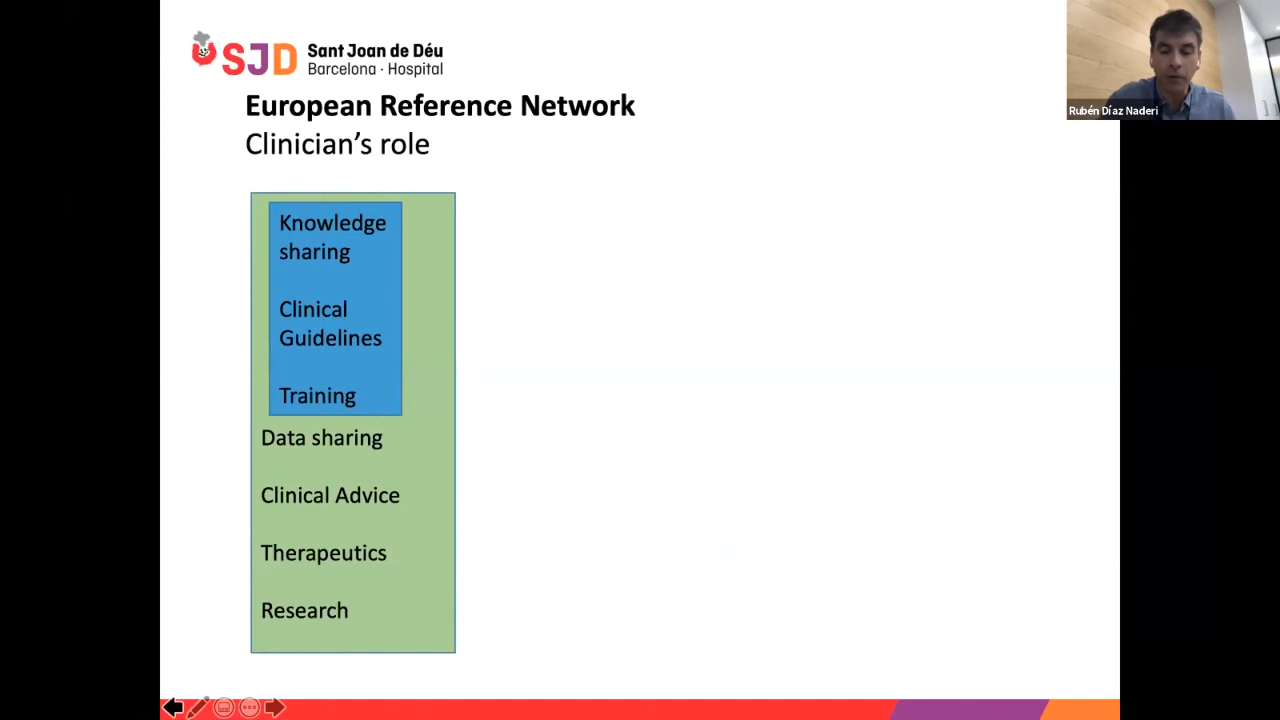 SJD Sant Joan de Déu
Barcelona · Hospital
European Reference Network
Clinician's role
Knowledge
sharing
Clinical
Guidelines
Training
Data sharing
Clinical Advice
Therapeutics
Research
Rubén Díaz Naderi